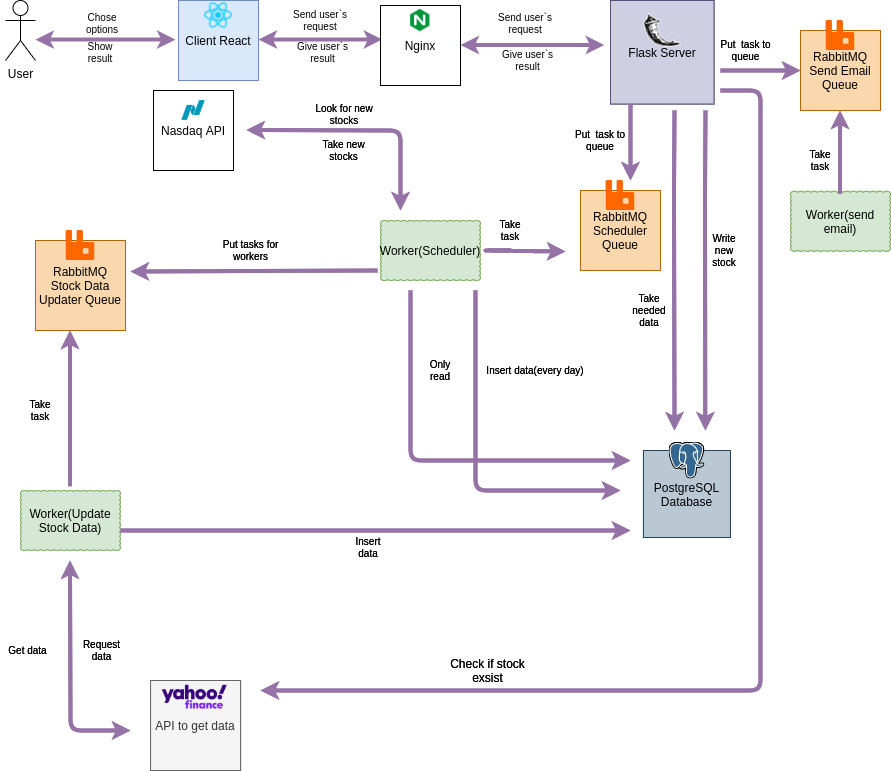 Chose
options
Show
result
User
Client React
Send user`s
request
Give user`s
result
Nginx
Send user`s
request
Give user`s
result
Flask Server
Put  task to
queue
RabbitMQ
Send Email
Queue
Nasdaq API
Look for new
stocks
Take new
stocks
Put  task to
queue
Take
task
Worker(send
email)
RabbitMQ
Scheduler
Queue
Take
task
Worker(Scheduler)
Put tasks for
workers
Write
new
stock
RabbitMQ
Stock Data
Updater Queue
Take
needed
data
Only
read
Insert data(every day)
Take
task
PostgreSQL
Database
Worker(Update
Stock Data)
Insert
data
Get data
Request
data
Check if stock
exsist
yahoo!
finance
API to get data